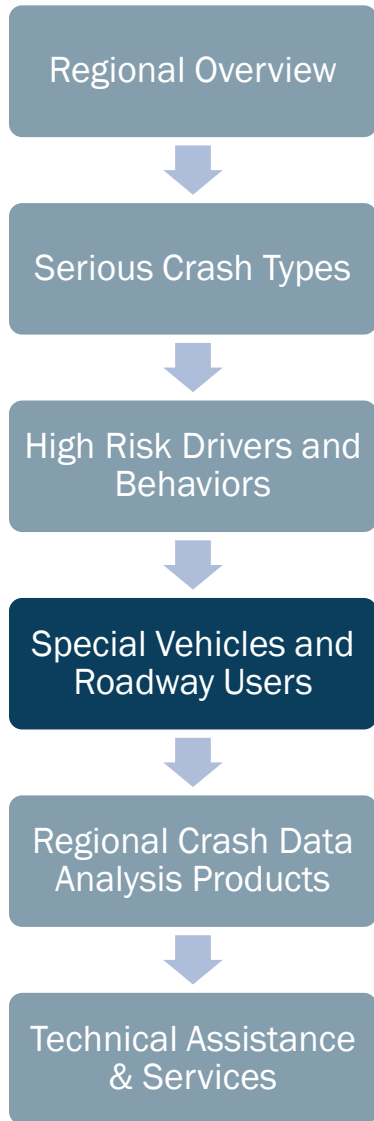 Regional Overview
Serious Crash Types
High Risk Drivers and
Behaviors
Special Vehicles and
Roadway Users
Regional Crash Data
Analysis Products
Technical Assistance
& Services